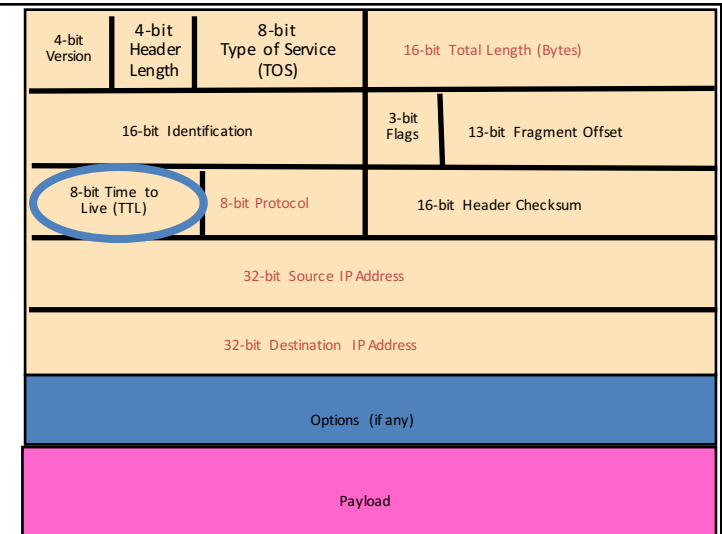 4-bit
Version
4-bit
Header
Length
8-bit
Type of Service
(TOS)
16-bit Total Length (Bytes)
16-bit Identification
3-bit
Flags
13-bit Fragment Offset
8-bit Time to
Live (TTL)
8-bit Protocol
16-bit Header Checksum
32-bit Source IP Address
32-bit Destination IP Address
Options (if any)
Payload